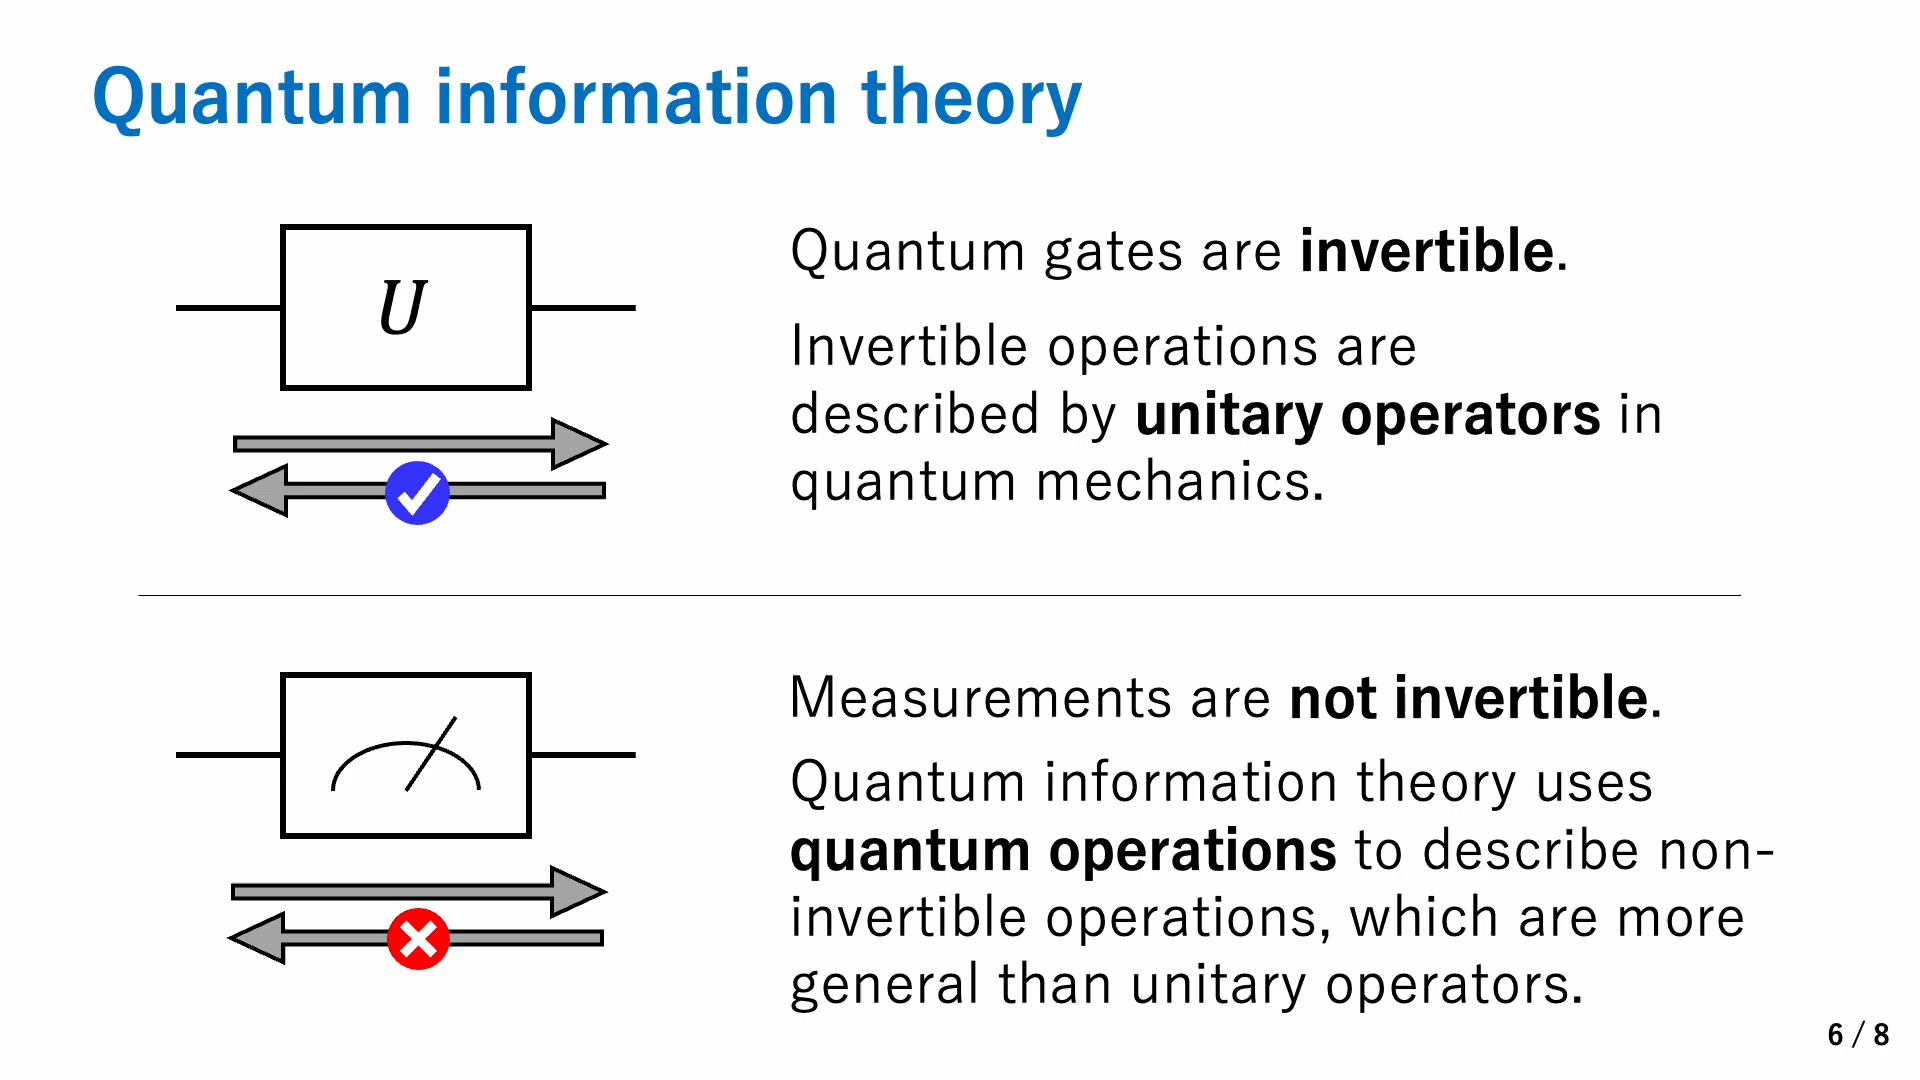 Quantum information theory
U
Quantum gates are invertible.
Invertible operations are
described by unitary operators in
quantum mechanics.
Measurements are not invertible.
Quantum information theory uses
quantum operations to describe non-
invertible operations, which are more
general than unitary operators.
6 / 8